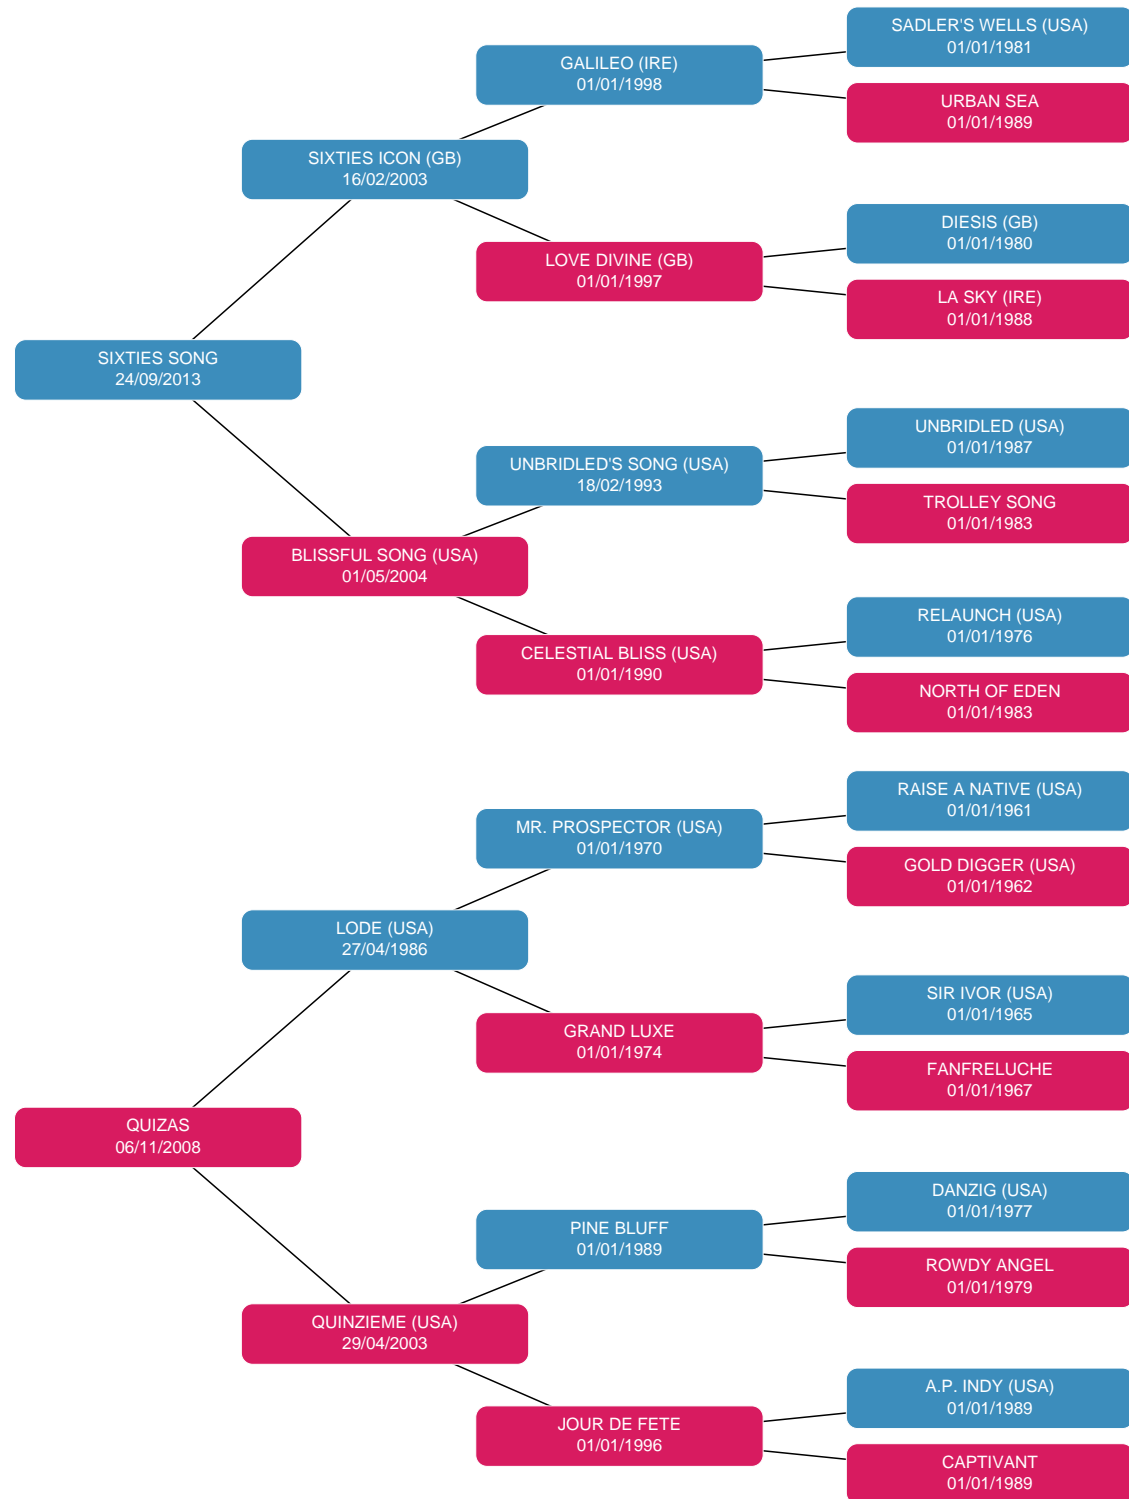 SADLER'S WELLS (USA)
01/01/1981
GALILEO (IRE)
01/01/1998
URBAN SEA
01/01/1989
SIXTIES ICON (GB)
16/02/2003
DIESIS (GB)
01/01/1980
LOVE DIVINE (GB)
01/01/1997
LA SKY (IRE)
01/01/1988
SIXTIES SONG
24/09/2013
UNBRIDLED (USA)
01/01/1987
UNBRIDLED'S SONG (USA)
18/02/1993
TROLLEY SONG
01/01/1983
BLISSFUL SONG (USA)
01/05/2004
RELAUNCH (USA)
01/01/1976
CELESTIAL BLISS (USA)
01/01/1990
NORTH OF EDEN
01/01/1983
RAISE A NATIVE (USA)
01/01/1961
MR. PROSPECTOR (USA)
01/01/1970
GOLD DIGGER (USA)
01/01/1962
LODE (USA)
27/04/1986
SIR IVOR (USA)
01/01/1965
GRAND LUXE
01/01/1974
FANFRELUCHE
01/01/1967
QUIZAS
06/11/2008
DANZIG (USA)
01/01/1977
PINE BLUFF
01/01/1989
ROWDY ANGEL
01/01/1979
QUINZIEME (USA)
29/04/2003
A.P. INDY (USA)
01/01/1989
JOUR DE FETE
01/01/1996
CAPTIVANT
01/01/1989